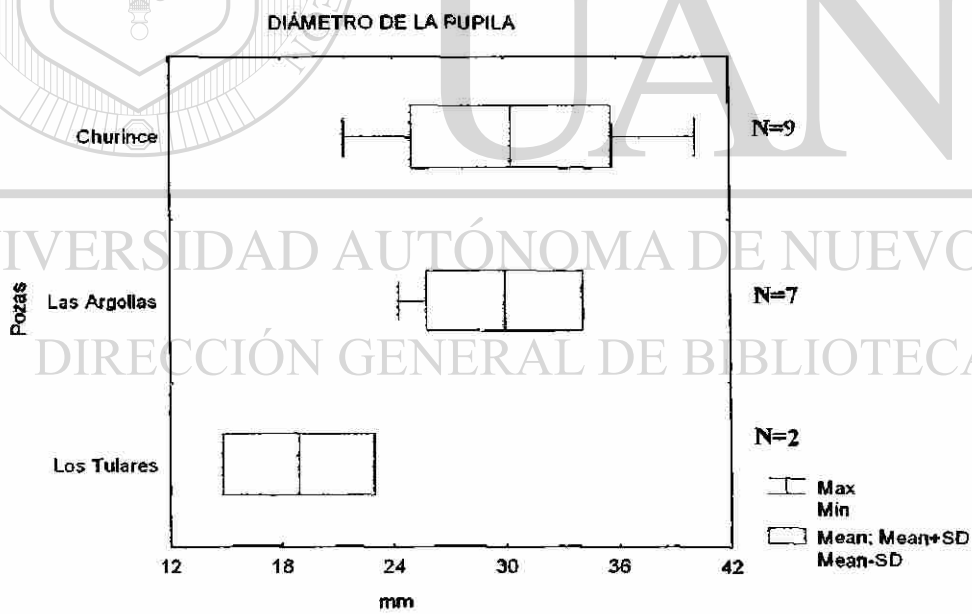 DIÁMETRO DE LA PUPILA
UAN
Churince
N=9
UNIVERSIDAD AUTÓNOMA DE NUEVO
Pozas
Las Argollas
N=7
DIRECCIÓN GENERAL DE BIBLIOTECA
N=2
Los Tulares
Max
Min
Mean; Mean+SD
Mean-SD
12 18 24 30 36 42
mm